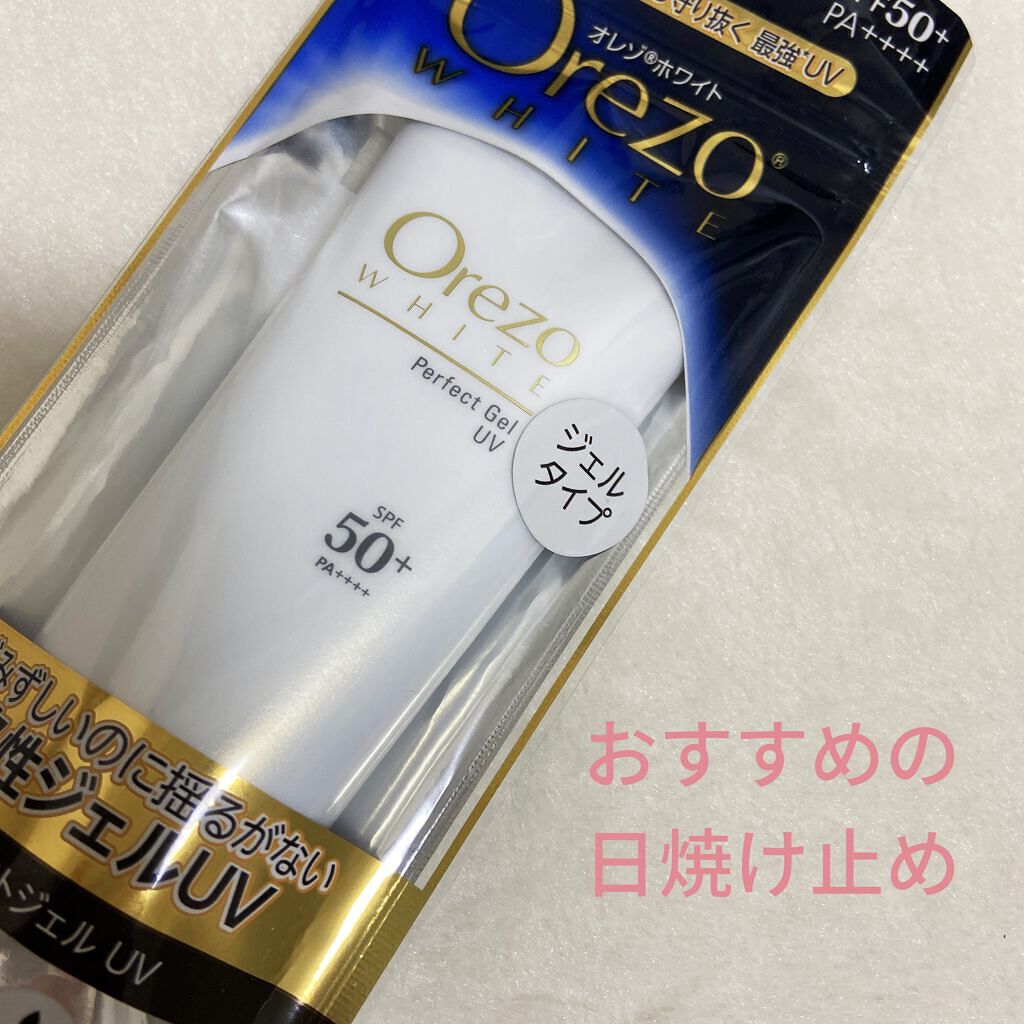 守り抜く 最強*UV
50+
PA++++
Orezo®
オレゾ®ホワイト
WHITE
Orezo
WHITE
Perfect Gel
UV
ジェル
タイプ
SPF
50+
PA++++
みずしいのに揺るがない
性ジェルUV
トジェル UV
おすすめの
日焼け止め